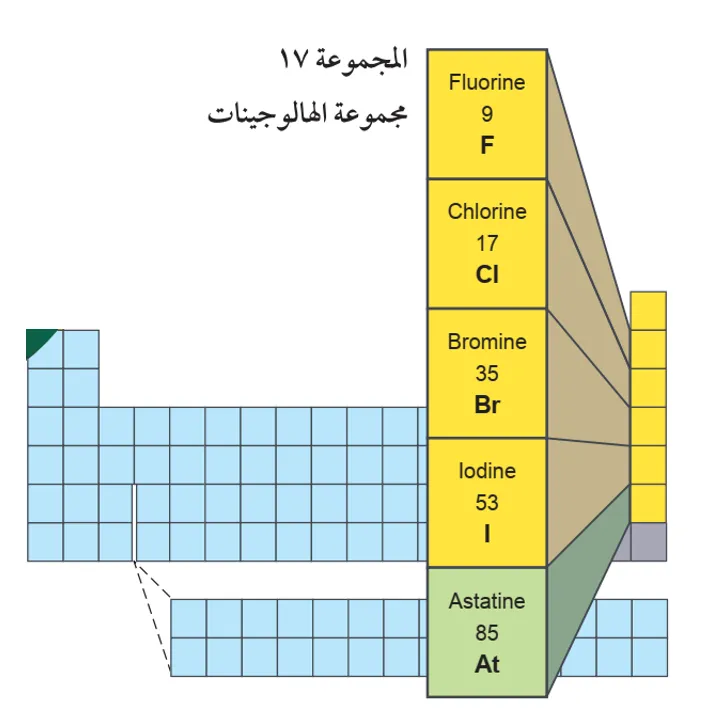 المجموعة ١٧
مجموعة الهالوجينات
Fluorine
9
F
Chlorine
17
Cl
Bromine
35
Br
Iodine
53
I
Astatine
85
At